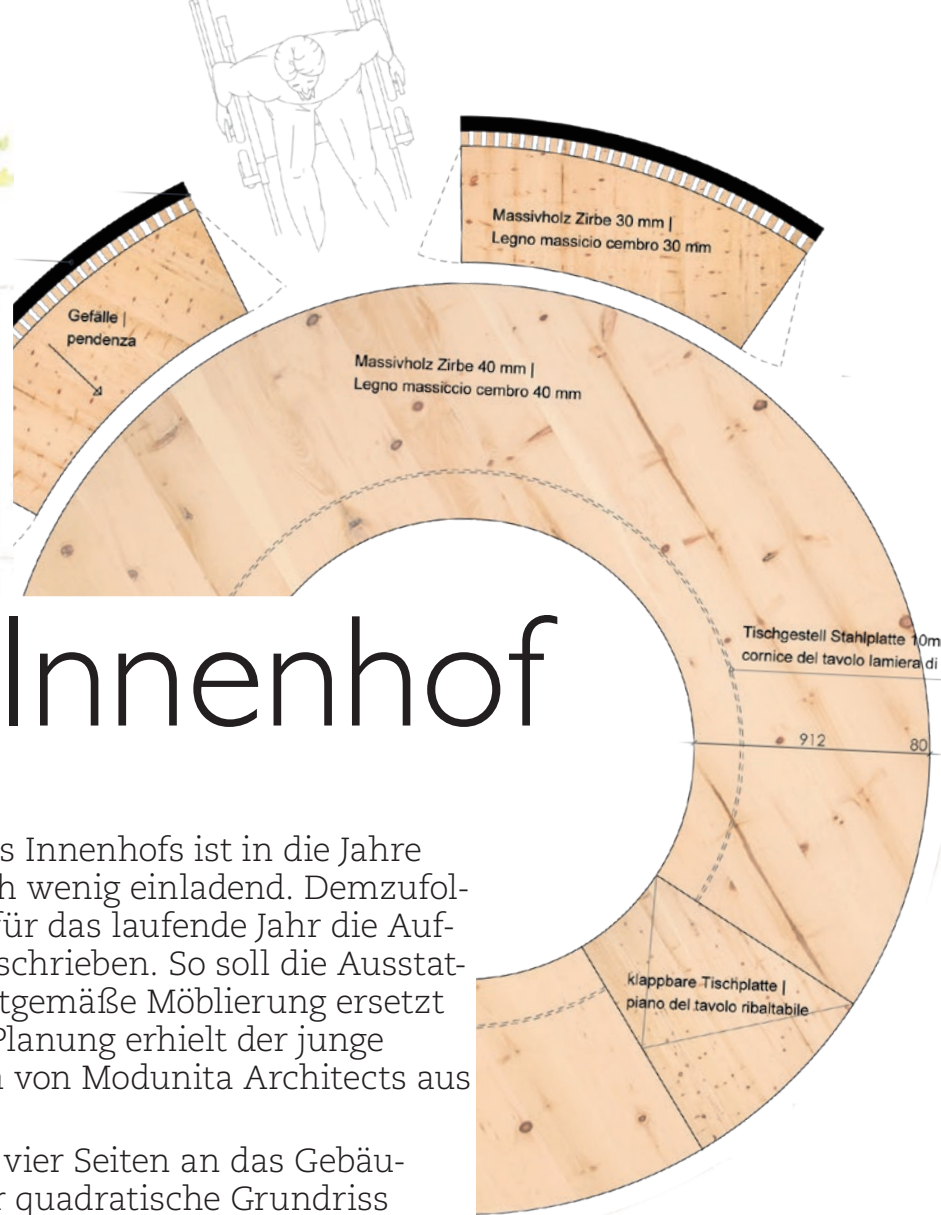 Massivholz Zirbe 30 mm |
Legno massicio cembro 30 mm
Gefälle |
pendenza
Massivholz Zirbe 40 mm |
Legno massiccio cembro 40 mm
Tischgestell Stahlplatte 10m
cornice del tavolo lamiera di
912
80
klappbare Tischplatte |
piano del tavolo ribaltabile
Innenhof
s Innenhofs ist in die Jahre
h wenig einladend. Demzufol-
für das laufende Jahr die Auf-
schrieben. So soll die Ausstat-
tgemäße Möblierung ersetzt
Planung erhielt der junge
n von Modunita Architects aus
vier Seiten an das Gebäu-
r quadratische Grundriss